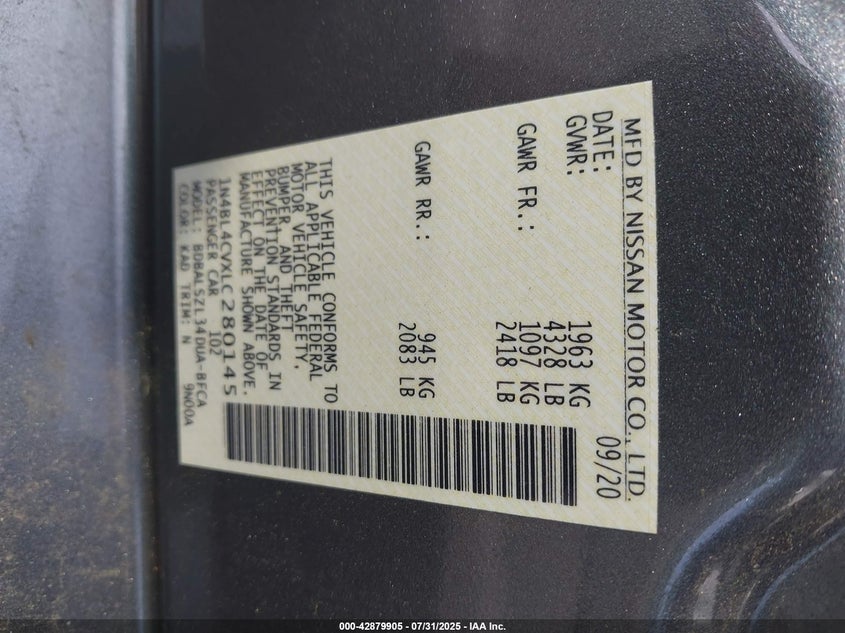 MFD BY NISSAN MOTOR CO., LTD.
DATE: 09/20
GVWR: 1963 KG
4328 LB
GAWR FR.: 1097 KG
2418 LB
GAWR RR.: 945 KG
2083 LB
THIS VEHICLE CONFORMS TO
ALL APPLICABLE FEDERAL
MOTOR VEHICLE SAFETY,
BUMPER AND THEFT
PREVENTION STANDARDS IN
EFFECT ON THE DATE OF
MANUFACTURE SHOWN ABOVE.
1N4BL4CVXLC280145
PASSENGER CAR 102
MODEL: BDBALSZL34DUA-BFCA
COLOR: KAD TRIM: N 9N00A
000-42879905 - 07/31/2025 - IAA Inc.